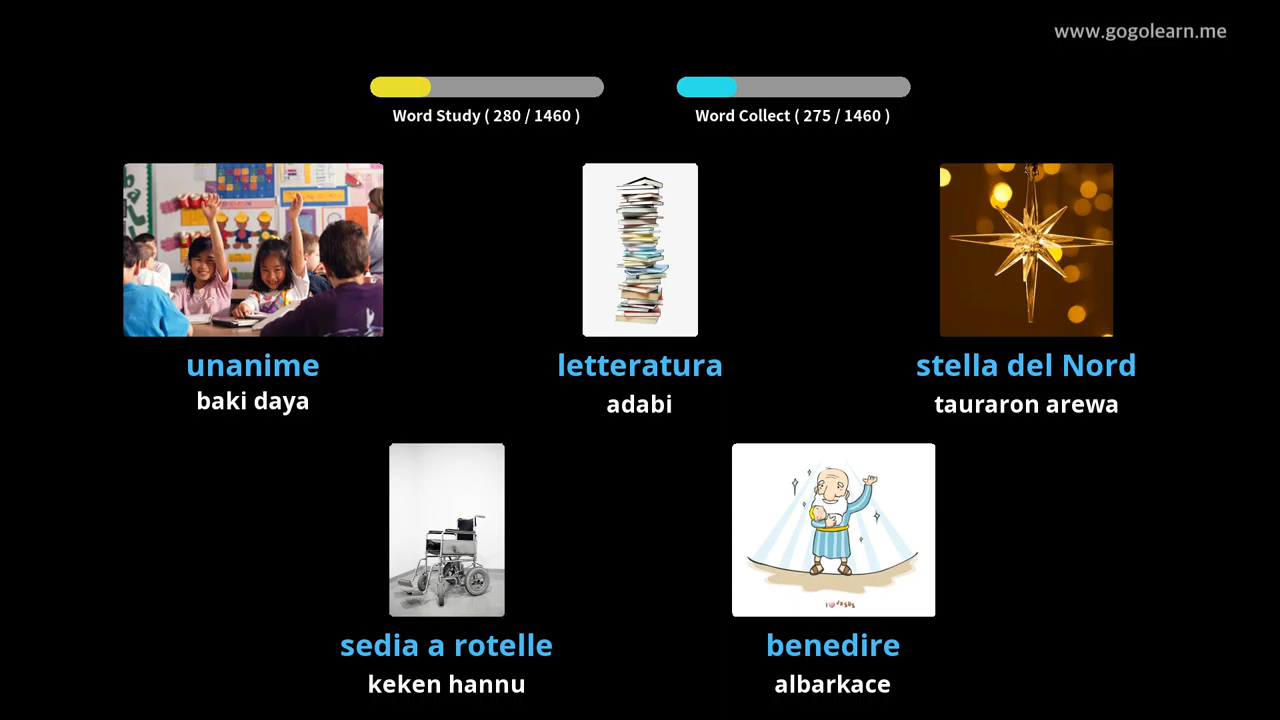 www.gogolearn.me
Word Study ( 280 / 1460 )
Word Collect ( 275 / 1460 )
unanime
baki daya
letteratura
adabi
stella del Nord
tauraron arewa
sedia a rotelle
keken hannu
benedire
albarkace